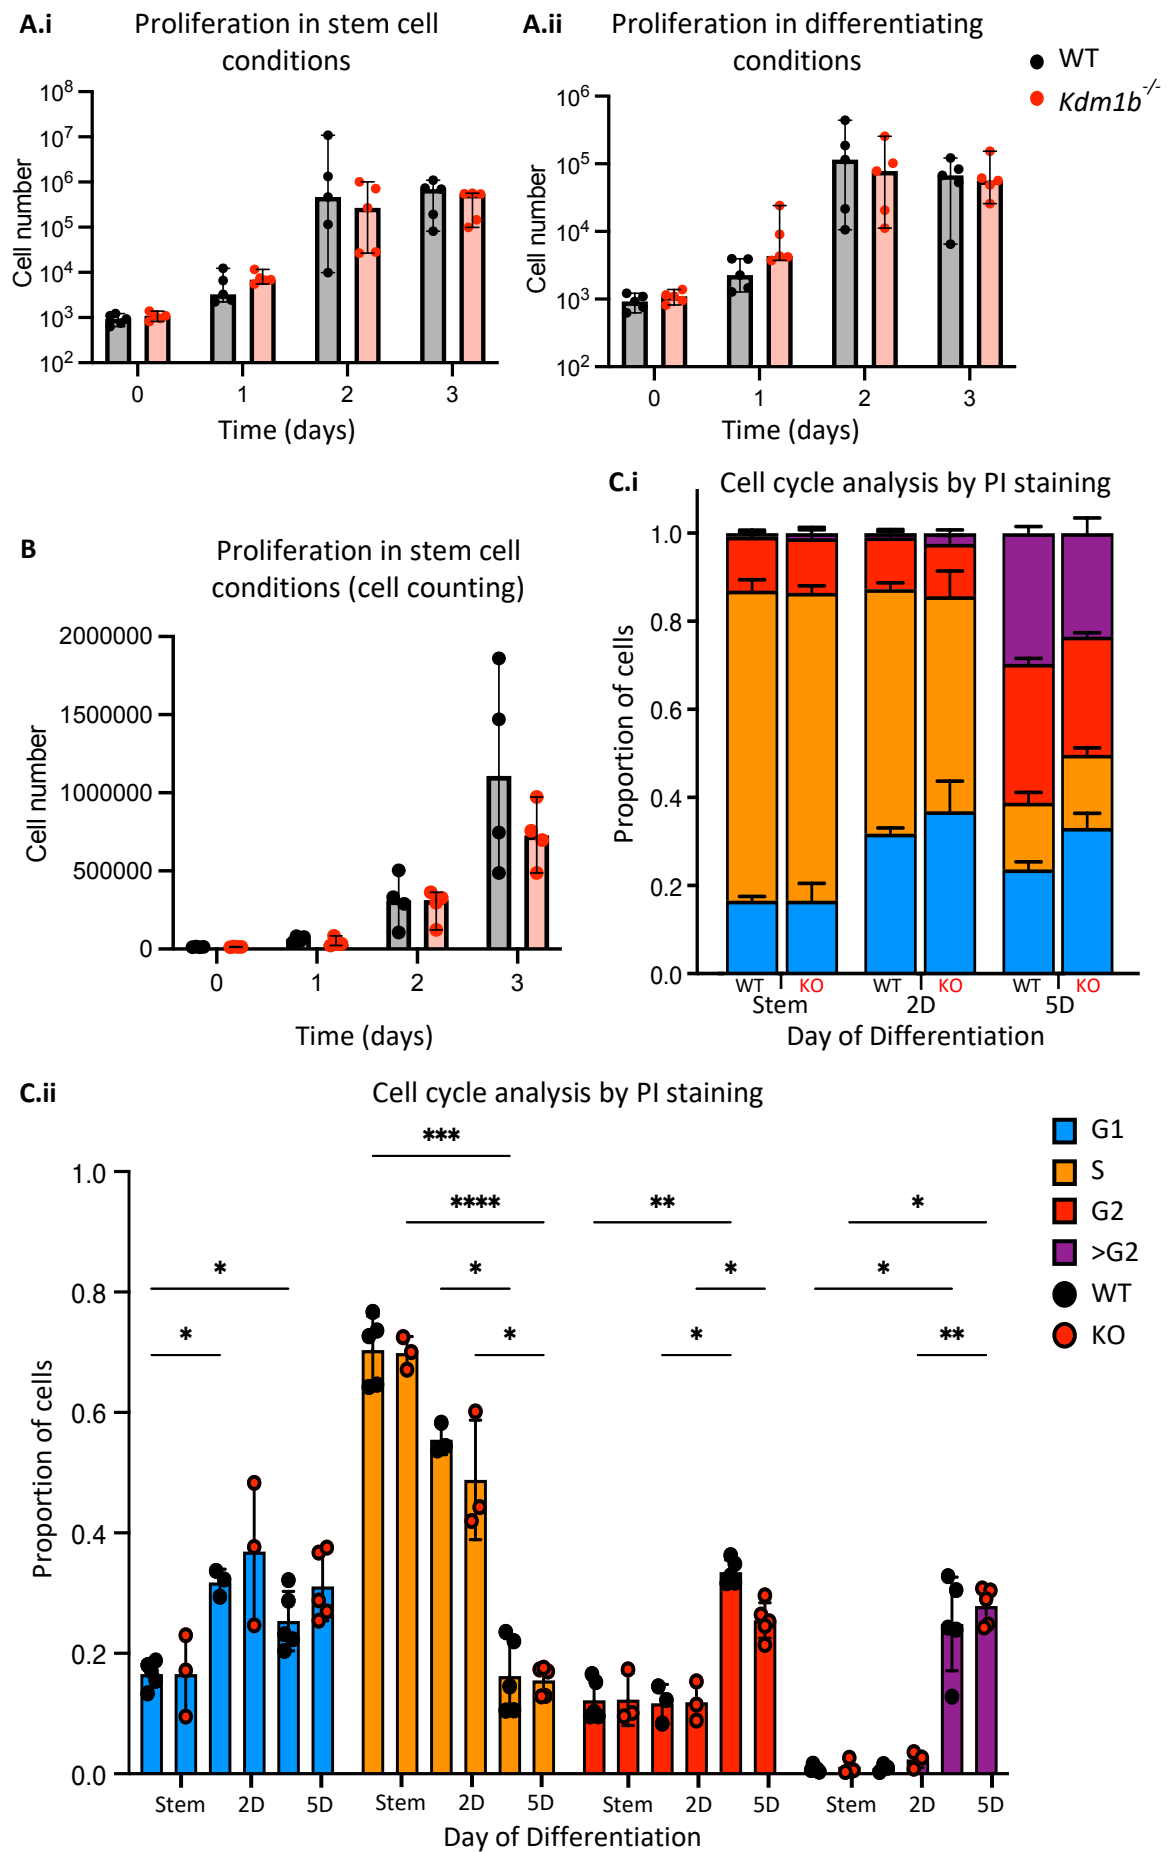 A.i
Proliferation in stem cell
conditions
10^8
10^7
10^6
10^5
10^4
10^3
10^2
Cell number
0 1 2 3
Time (days)
A.ii
Proliferation in differentiating
conditions
10^6
10^5
10^4
10^3
10^2
Cell number
0 1 2 3
Time (days)
WT
Kdm1b^-/-
B
Proliferation in stem cell
conditions (cell counting)
2000000
1500000
1000000
500000
0
Cell number
0 1 2 3
Time (days)
C.i
Cell cycle analysis by PI staining
1.0
0.8
0.6
0.4
0.2
0.0
Proportion of cells
WT KO WT KO WT KO
Stem 2D 5D
Day of Differentiation
C.ii
Cell cycle analysis by PI staining
***
**** ** *
* * * *
* * * **
1.0
0.8
0.6
0.4
0.2
0.0
Proportion of cells
Stem 2D 5D Stem 2D 5D Stem 2D 5D Stem 2D 5D
Day of Differentiation
G1
S
G2
>G2
WT
KO